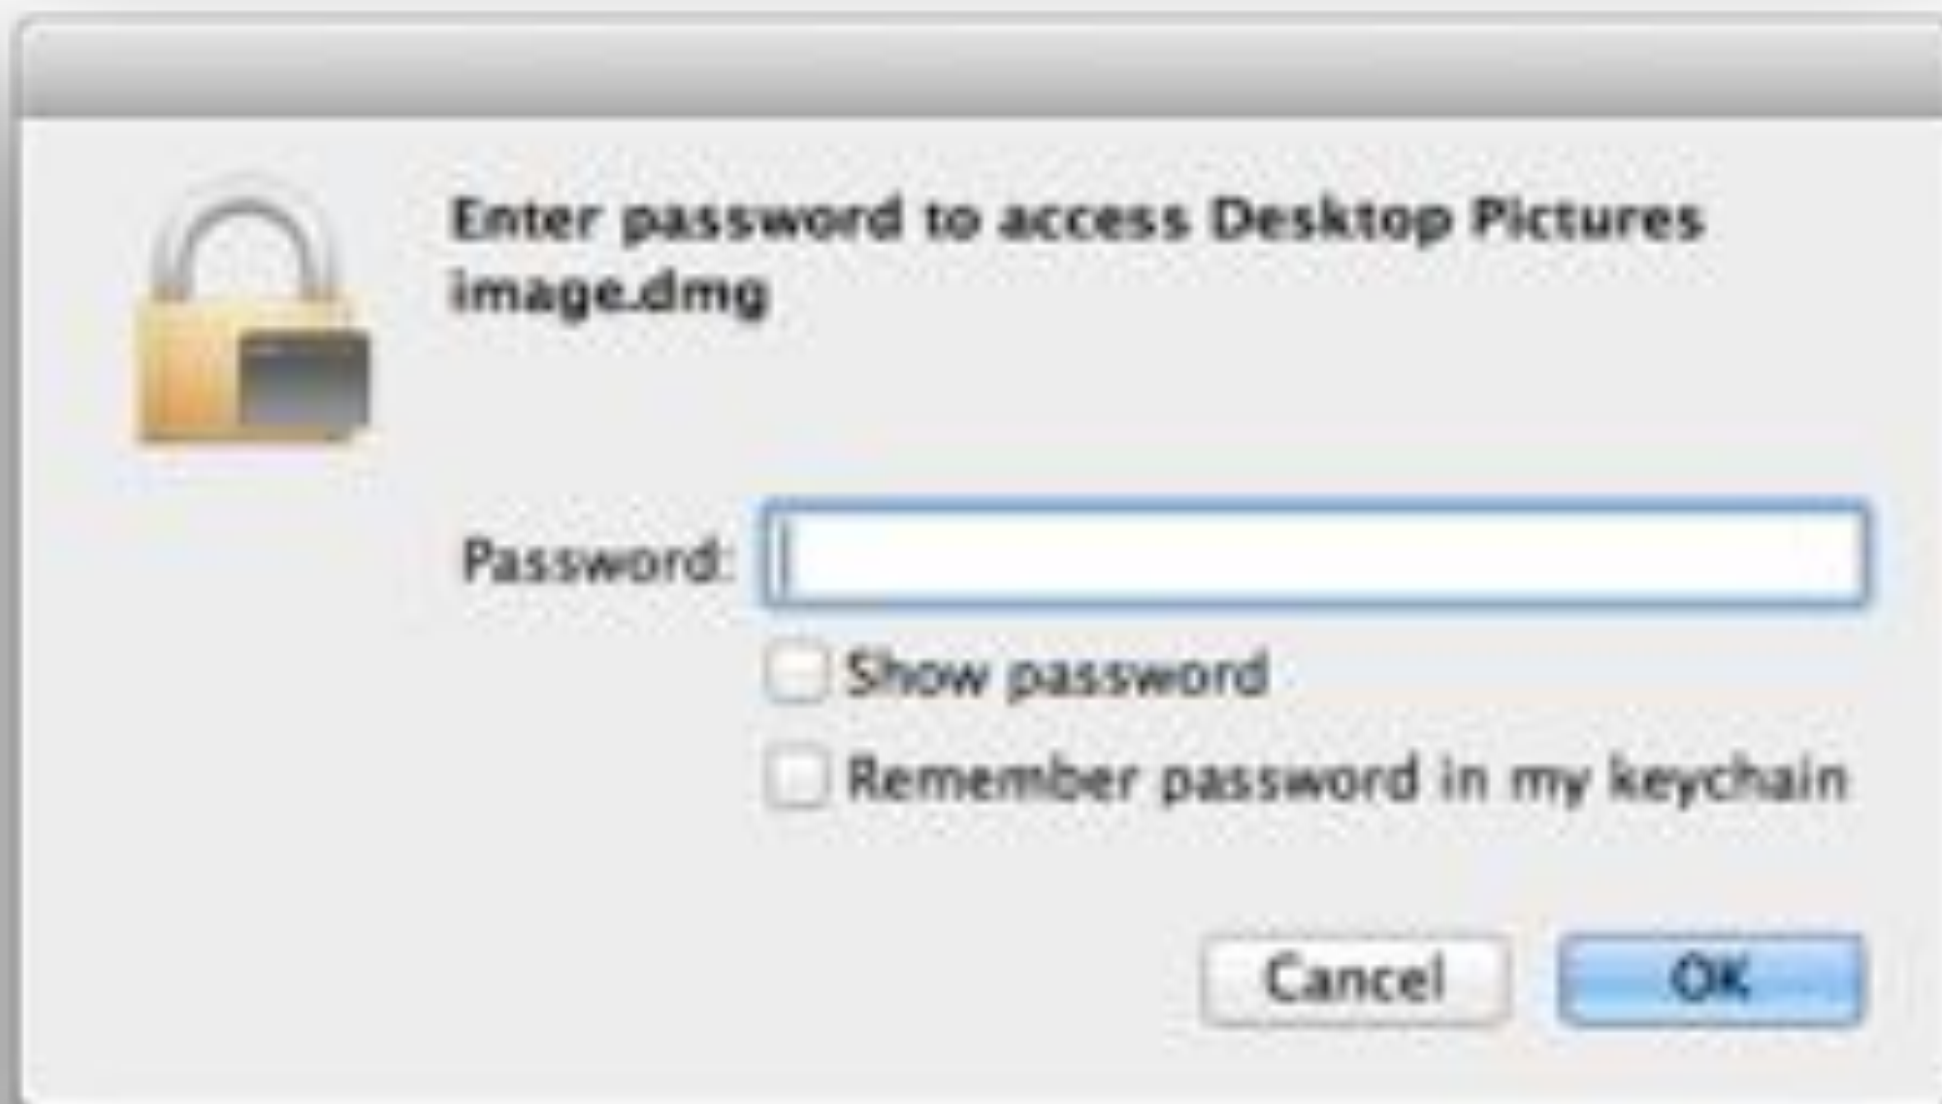 Enter password to access Desktop Pictures
image.dmg
Password:
Show password
Remember password in my keychain
Cancel
OK